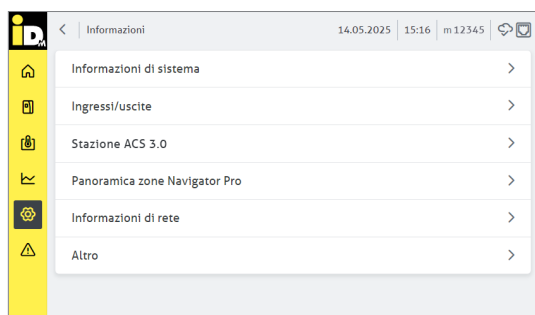 iDM
Informazioni 14.05.2025 15:16 m12345
Informazioni di sistema
Ingressi/uscite
Stazione ACS 3.0
Panoramica zone Navigator Pro
Informazioni di rete
Altro